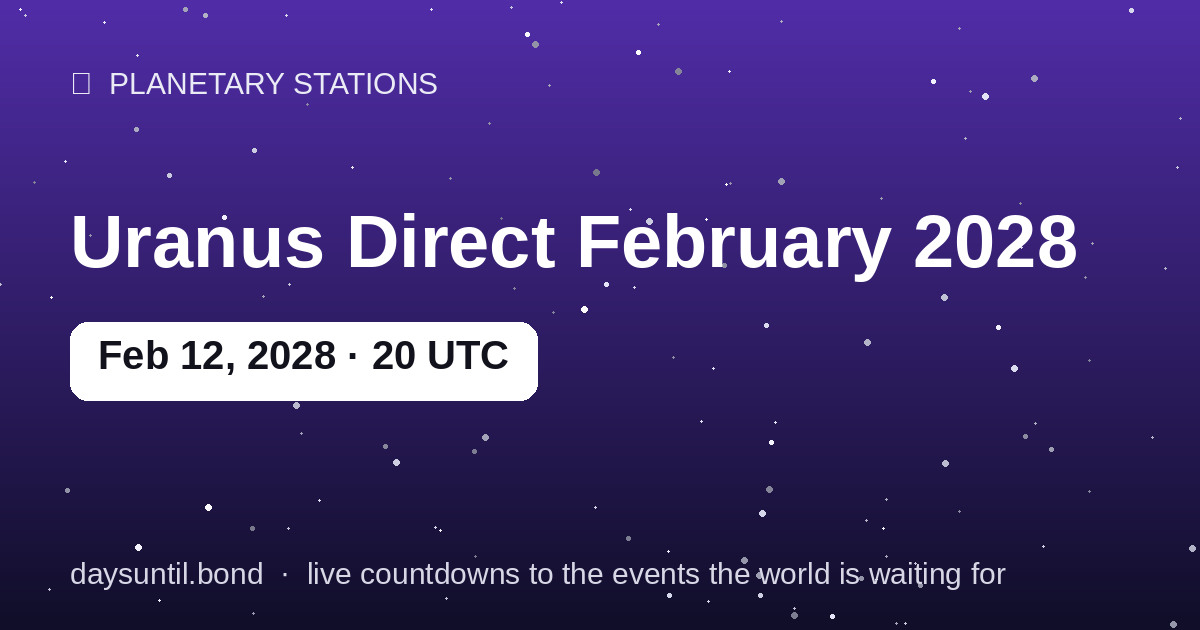 PLANETARY STATIONS
Uranus Direct February 2028
Feb 12, 2028 · 20 UTC
daysuntil.bond · live countdowns to the events the world is waiting for